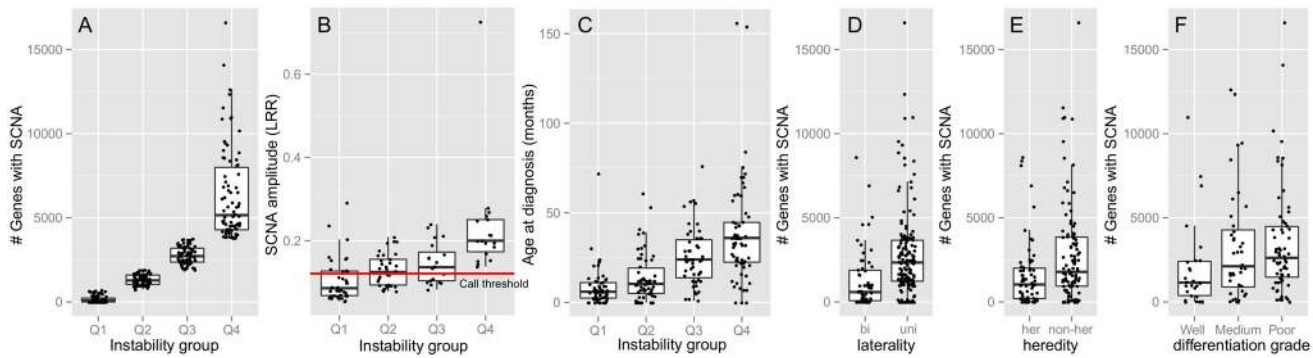 A
# Genes with SCNA
15000
10000
5000
0
Q1 Q2 Q3 Q4
Instability group
B
SCNA amplitude (LRR)
0.6
0.4
0.2
Call threshold
Q1 Q2 Q3 Q4
Instability group
C
Age at diagnosis (months)
150
100
50
0
Q1 Q2 Q3 Q4
Instability group
D
# Genes with SCNA
15000
10000
5000
0
bi uni
laterality
E
# Genes with SCNA
15000
10000
5000
0
her non-her
heredity
F
# Genes with SCNA
15000
10000
5000
0
Well Medium Poor
differentiation grade